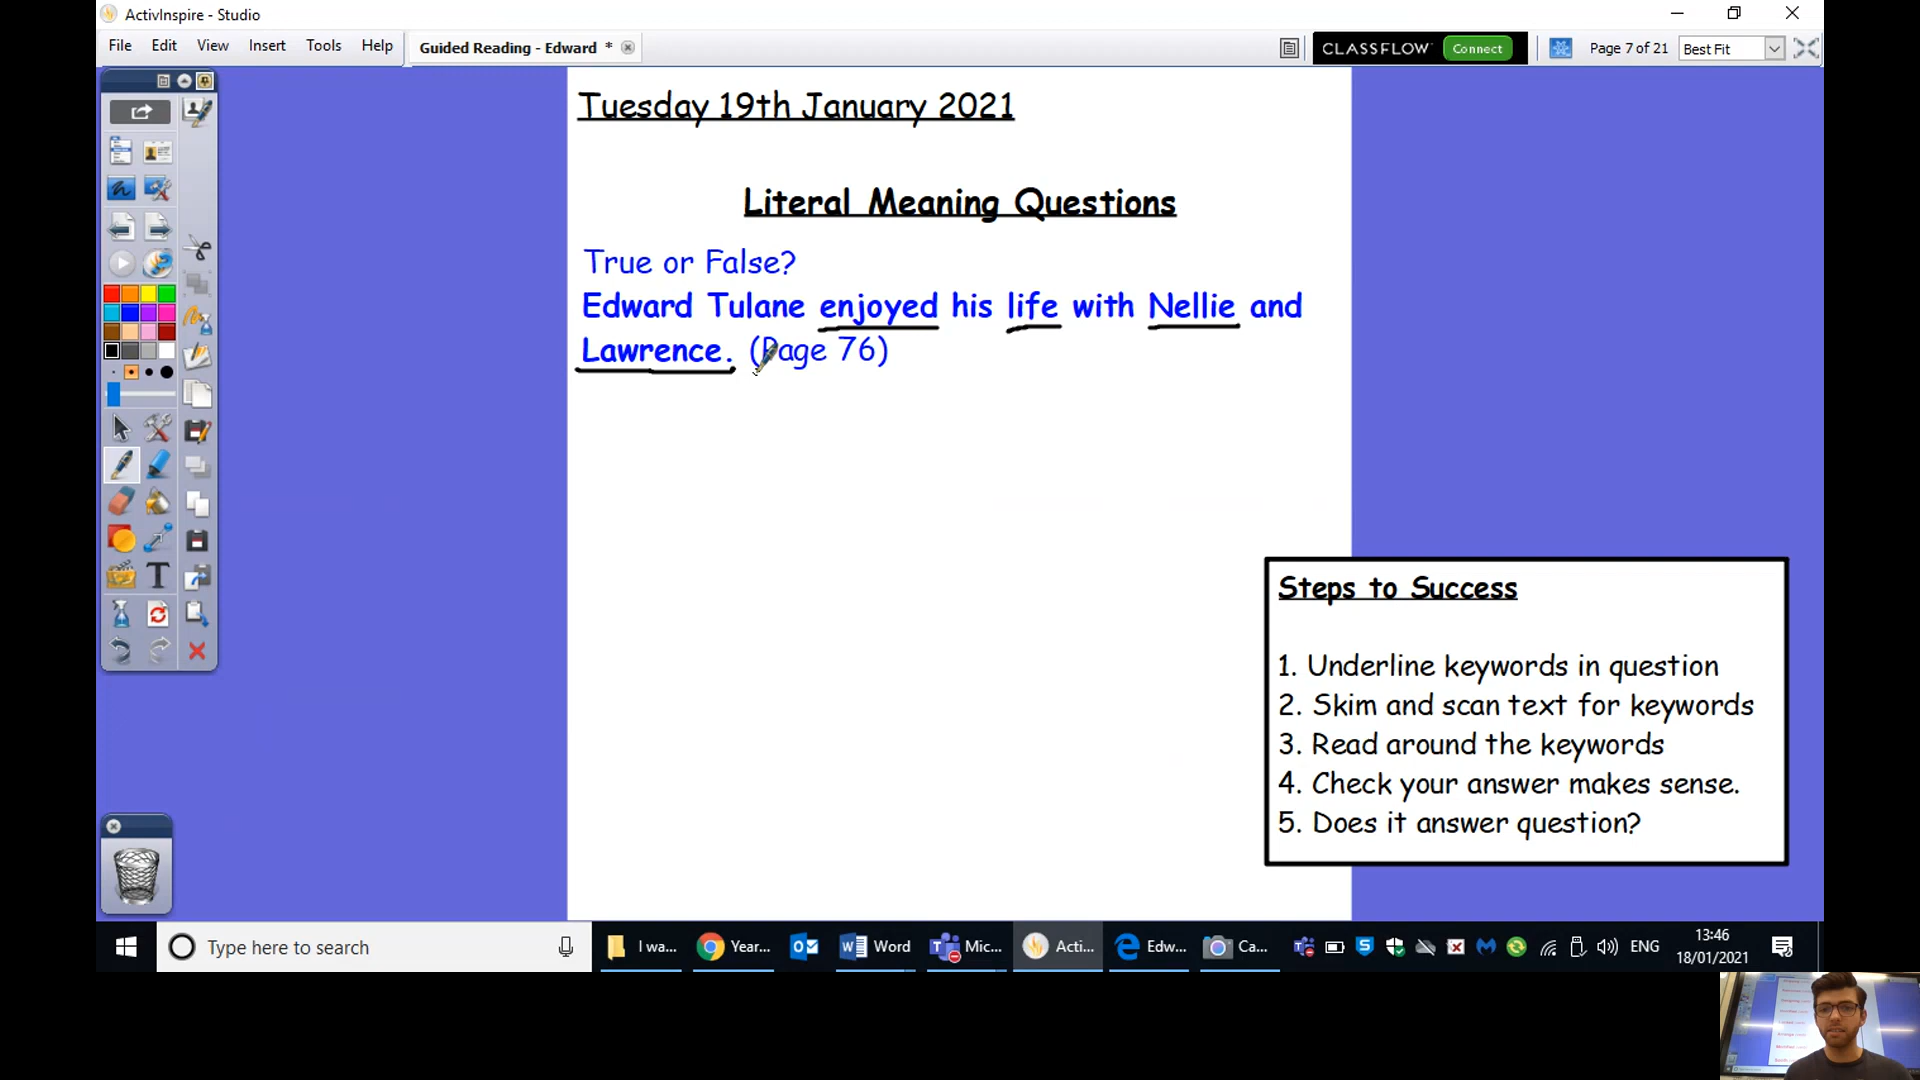 ActivInspire - Studio
File Edit View Insert Tools Help
Guided Reading - Edward *
CLASSFLOW Connect
Page 7 of 21
Best Fit
Tuesday 19th January 2021
Literal Meaning Questions
True or False?
Edward Tulane enjoyed his life with Nellie and
Lawrence. (Page 76)
Steps to Success
1. Underline keywords in question
2. Skim and scan text for keywords
3. Read around the keywords
4. Check your answer makes sense.
5. Does it answer question?
Type here to search
I wa...
Year...
Word
Mic...
Acti...
Edw...
Ca...
ENG
13:46
18/01/2021